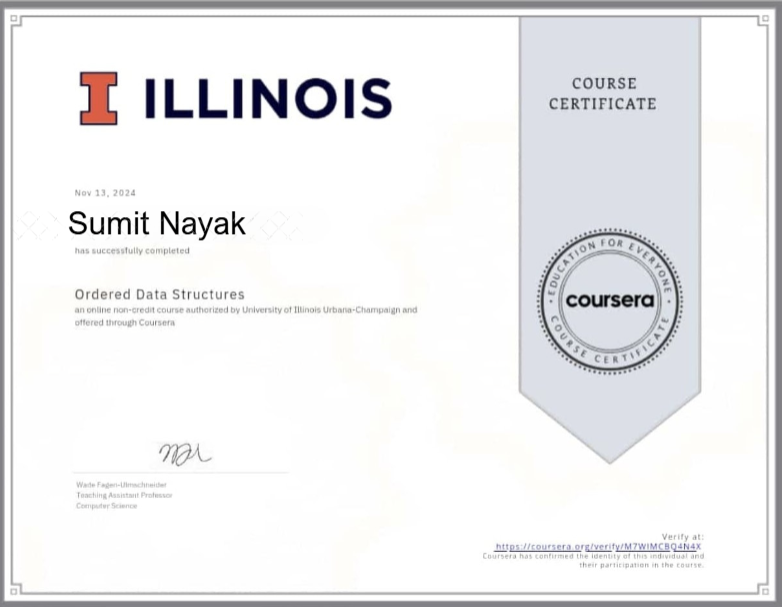 ILLINOIS
COURSE
CERTIFICATE
Nov 13, 2024
Sumit Nayak
has successfully completed
Ordered Data Structures
an online non-credit course authorized by University of Illinois Urbana-Champaign and
offered through Coursera
EDUCATION FOR EVERYONE
coursera
COURSE CERTIFICATE
Wade Fagen-Ulmschneider
Teaching Assistant Professor
Computer Science
Verify at:
https://coursera.org/verify/M7WIMCBQ4N4X
Coursera has confirmed the identity of this individual and
their participation in the course.